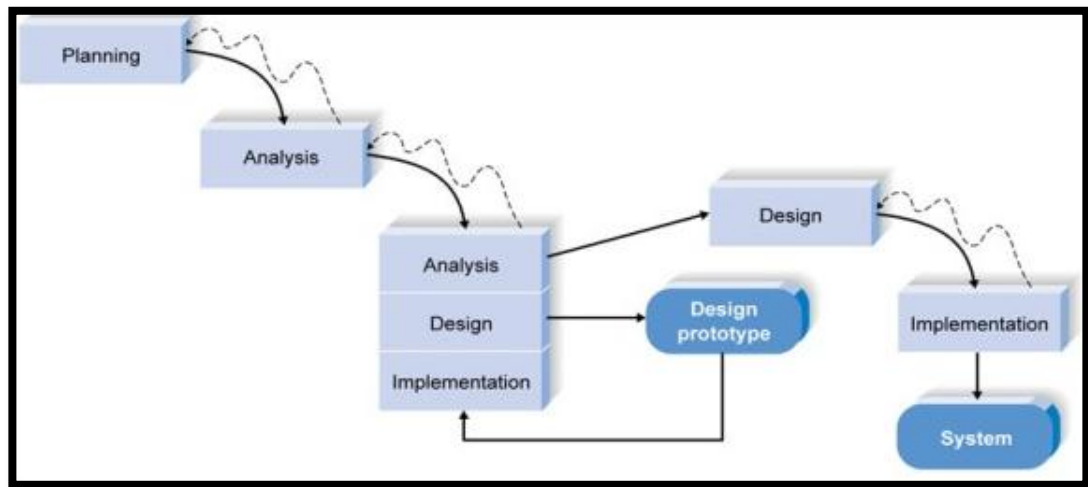 Planning
Analysis
Analysis
Design
Implementation
Design
prototype
Design
Implementation
System